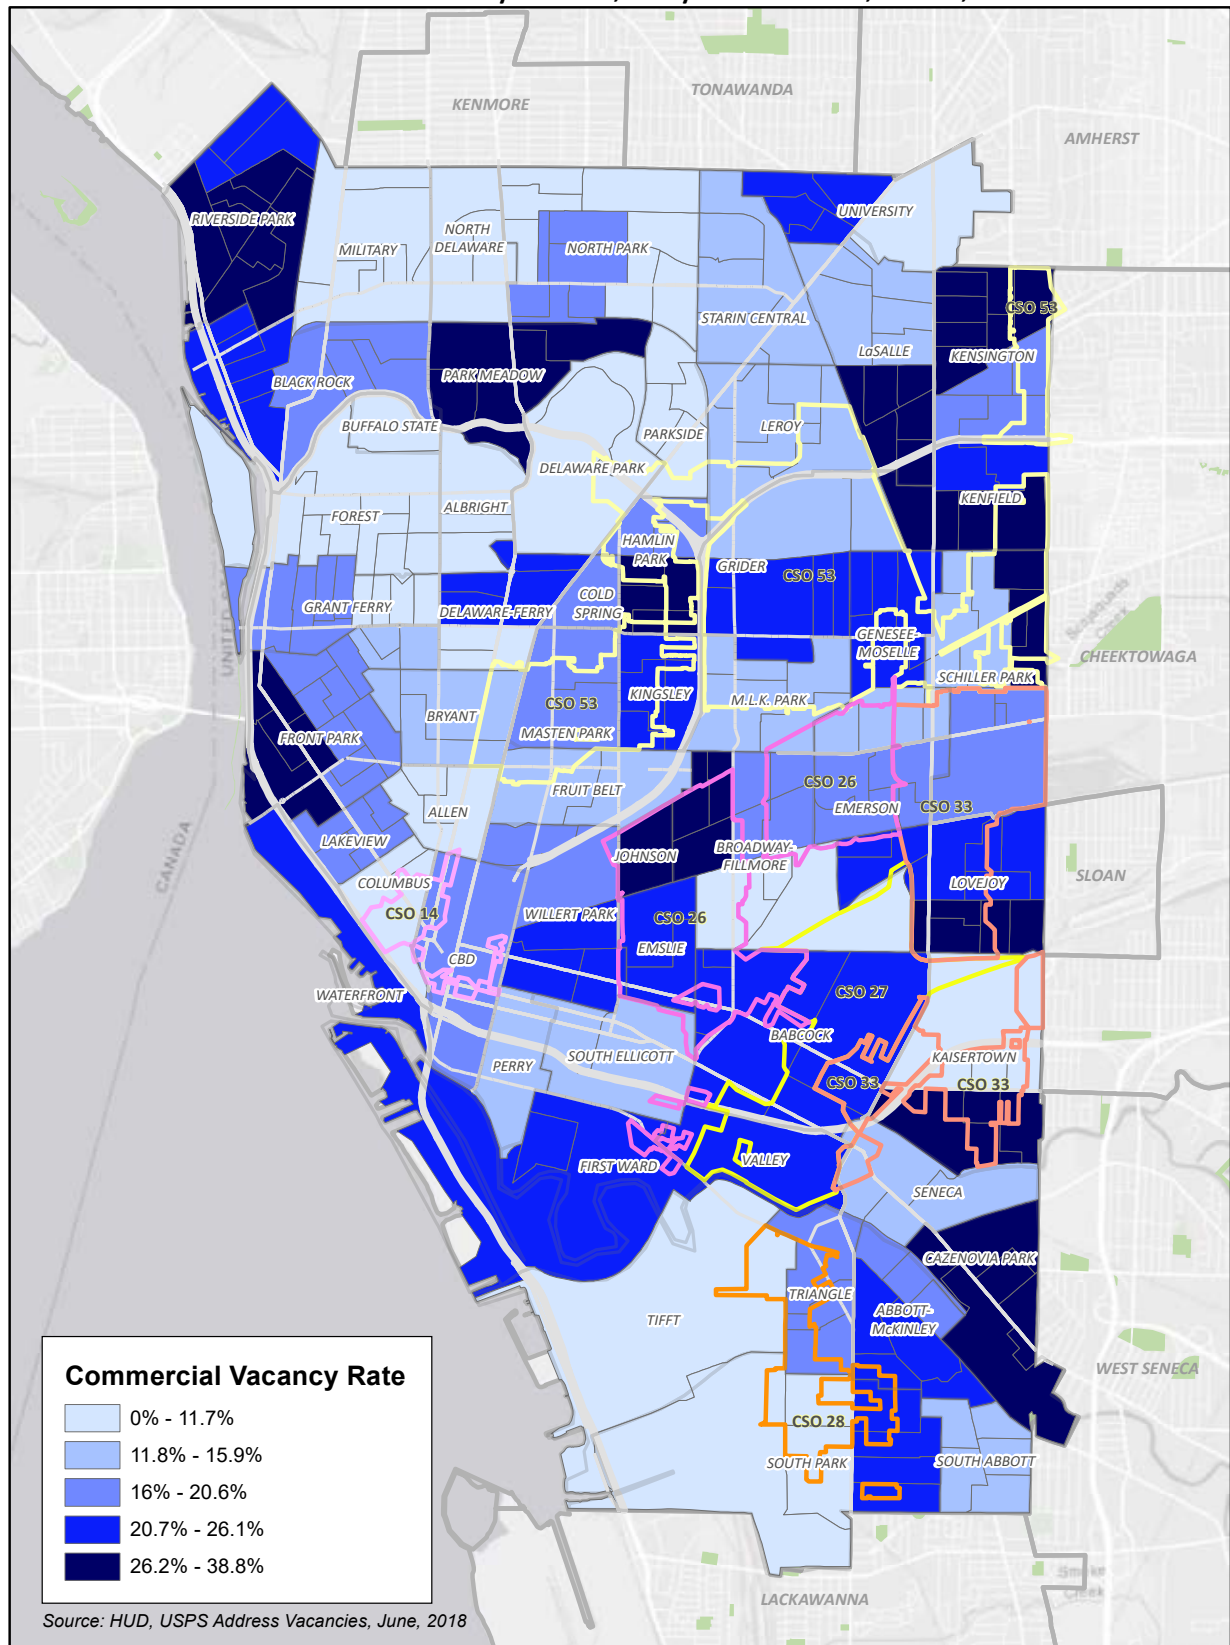 KENMORE
TONAWANDA
AMHERST
RIVERSIDE PARK
MILITARY
NORTH
DELAWARE
NORTH PARK
UNIVERSITY
STARIN CENTRAL
LaSALLE
CSO 53
KENSINGTON
BLACK ROCK
PARK MEADOW
BUFFALO STATE
PARKSIDE
LEROY
DELAWARE PARK
FOREST
ALBRIGHT
KENFIELD
HAMLIN
PARK
GRIDER
CSO 53
GRANT FERRY
DELAWARE-FERRY
COLD
SPRING
GENESEE-
MOSELLE
CHEEKTOWAGA
SCHILLER PARK
KINGSLEY
M.L.K. PARK
CSO 53
BRYANT
MASTEN PARK
FRONT PARK
CSO 26
FRUIT BELT
EMERSON
CSO 33
ALLEN
LAKEVIEW
JOHNSON
BROADWAY-
FILLMORE
CANADA
COLUMBUS
LOVEJOY
SLOAN
CSO 14
WILLERT PARK
CSO 26
EMSLIE
CBD
WATERFRONT
CSO 27
BABCOCK
SOUTH ELLICOTT
PERRY
KAISERTOWN
CSO 33
CSO 33
FIRST WARD
VALLEY
SENECA
CAZENOVIA PARK
TRIANGLE
TIFFT
ABBOTT-
McKINLEY
WEST SENECA
CSO 28
SOUTH PARK
SOUTH ABBOTT
LACKAWANNA
Commercial Vacancy Rate
0% - 11.7%
11.8% - 15.9%
16% - 20.6%
20.7% - 26.1%
26.2% - 38.8%
Source: HUD, USPS Address Vacancies, June, 2018